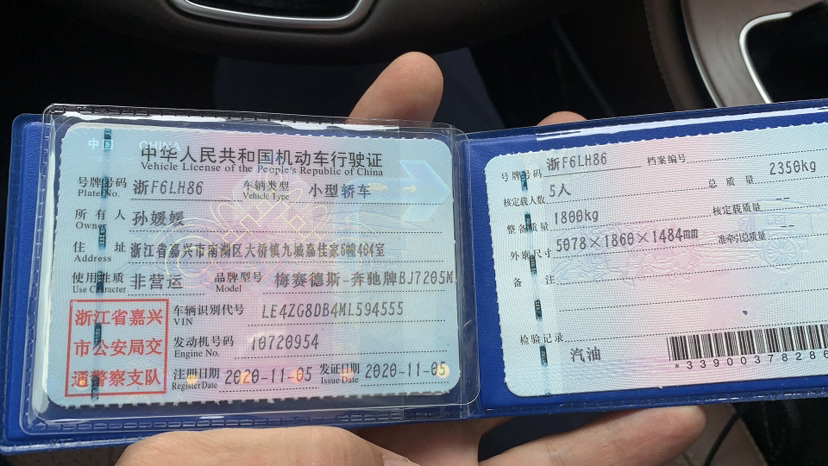 中国 CHINA
中华人民共和国机动车行驶证
Vehicle License of the People's Republic of China
号牌号码 浙F6LH86 车辆类型 小型轿车
Plate No. Vehicle Type
所有人 孙媛媛
Owner
住址 浙江省嘉兴市南湖区大桥镇九城嘉佳家6幢404室
Address
使用性质 非营运 品牌型号 梅赛德斯-奔驰牌BJ7205M
Use Character Model
浙江省嘉兴
市公安局交
通警察支队
车辆识别代号 LE4ZG8DB4ML594555
VIN
发动机号码 10720954
Engine No.
注册日期 2020-11-05 发证日期 2020-11-05
Register Date Issue Date
号牌号码 浙F6LH86 档案编号
核定载人数 5人 总质量 2350kg
整备质量 1800kg 核定载质量 --
外廓尺寸 5078×1860×1484mm 准牵引总质量 --
备注
检验记录
汽油
*33900378286